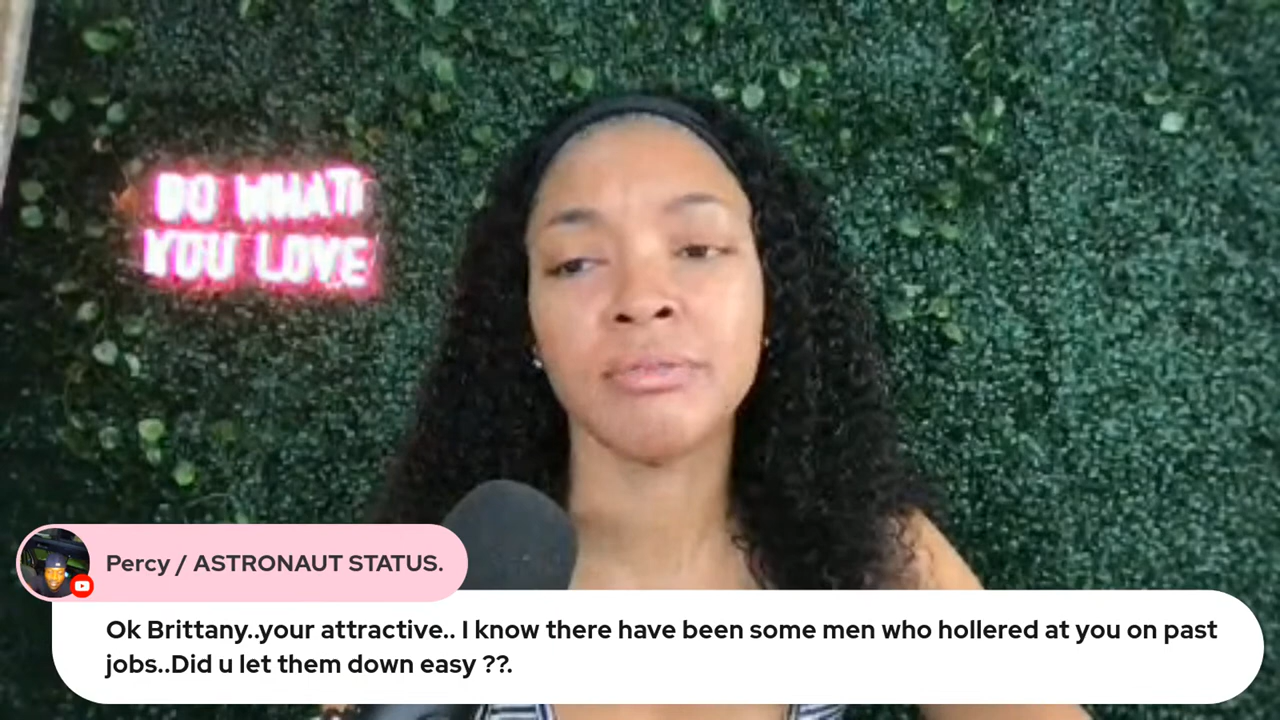 DO WHAT
YOU LOVE
Percy / ASTRONAUT STATUS.
Ok Brittany..your attractive.. I know there have been some men who hollered at you on past
jobs..Did u let them down easy ??.